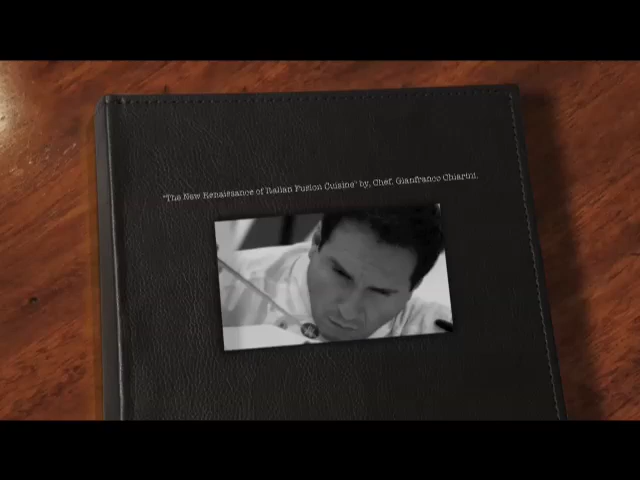 "The New Renaissance of Italian Fusion Cuisine" by, Chef. Gianfranco Chiarini.